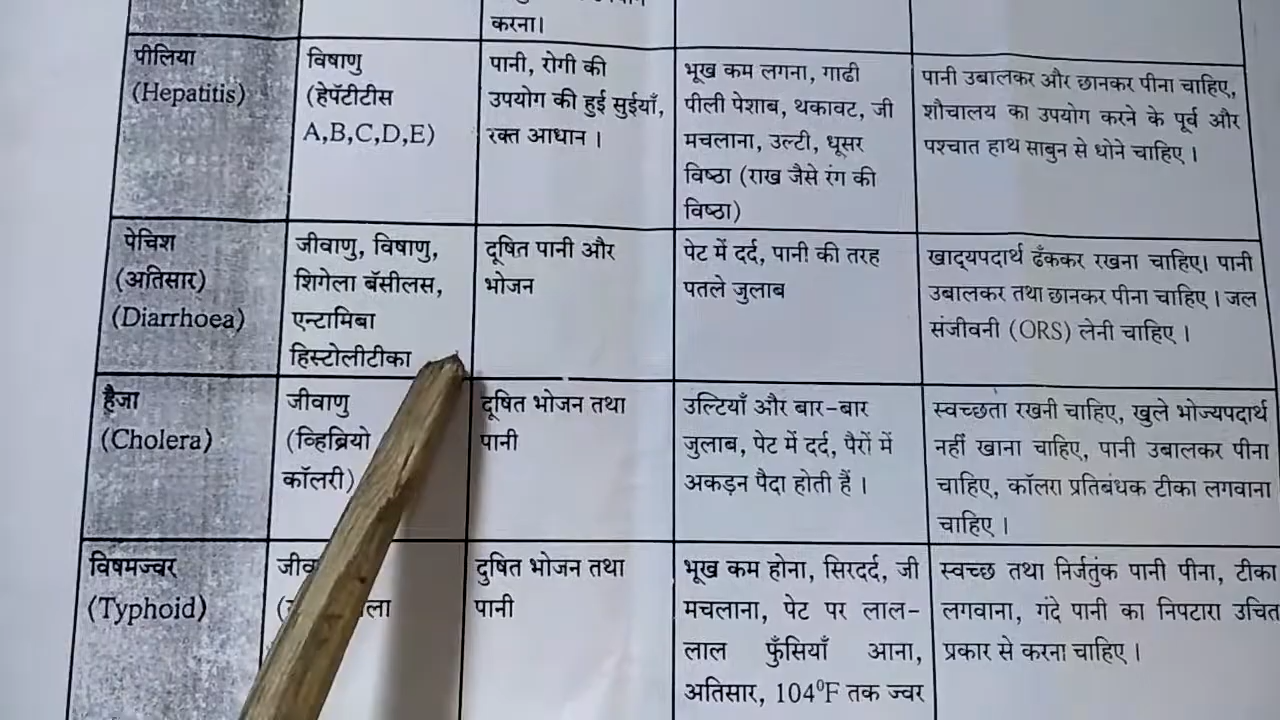 करना।
पीलिया
(Hepatitis)
विषाणु
(हेपॅटीटीस
A,B,C,D,E)
पानी, रोगी की
उपयोग की हुई सुईयाँ,
रक्त आधान ।
भूख कम लगना, गाढी
पीली पेशाब, थकावट, जी
मचलाना, उल्टी, धूसर
विष्ठा (राख जैसे रंग की
विष्ठा)
पानी उबालकर और छानकर पीना चाहिए,
शौचालय का उपयोग करने के पूर्व और
पश्चात हाथ साबुन से धोने चाहिए ।
पेचिश
(अतिसार)
(Diarrhoea)
जीवाणु, विषाणु,
शिगेला बॅसीलस,
एन्टामिबा
हिस्टोलीटीका
दूषित पानी और
भोजन
पेट में दर्द, पानी की तरह
पतले जुलाब
खाद्यपदार्थ ढँककर रखना चाहिए। पानी
उबालकर तथा छानकर पीना चाहिए । जल
संजीवनी (ORS) लेनी चाहिए ।
हैजा
(Cholera)
जीवाणु
(व्हिब्रियो
कॉलरी)
दूषित भोजन तथा
पानी
उल्टियाँ और बार-बार
जुलाब, पेट में दर्द, पैरों में
अकड़न पैदा होती हैं ।
स्वच्छता रखनी चाहिए, खुले भोज्यपदार्थ
नहीं खाना चाहिए, पानी उबालकर पीना
चाहिए, कॉलरा प्रतिबंधक टीका लगवाना
चाहिए ।
विषमज्वर
(Typhoid)
दुषित भोजन तथा
पानी
भूख कम होना, सिरदर्द, जी
मचलाना, पेट पर लाल-
लाल फुँसियाँ आना,
अतिसार, 104⁰F तक ज्वर
स्वच्छ तथा निर्जतुंक पानी पीना, टीका
लगवाना, गंदे पानी का निपटारा उचित
प्रकार से करना चाहिए ।